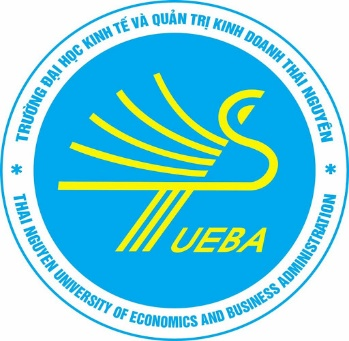 TRƯỜNG ĐẠI HỌC KINH TẾ VÀ QUẢN TRỊ KINH DOANH THÁI NGUYÊN
UEBA
THAI NGUYEN UNIVERSITY OF ECONOMICS AND BUSINESS ADMINISTRATION